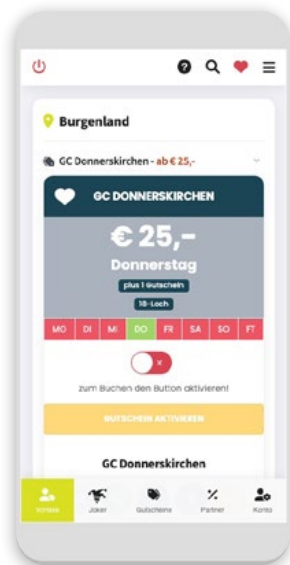 Burgenland
GC Donnerskirchen - ab € 25,-
GC DONNERSKIRCHEN
€ 25,-
Donnerstag
plus 1 Gutschein
18-Loch
MO DI MI DO FR SA SO FT
zum Buchen den Button aktivieren!
GUTSCHEIN AKTIVIEREN
GC Donnerskirchen
Joker Gutscheine Partner Konto